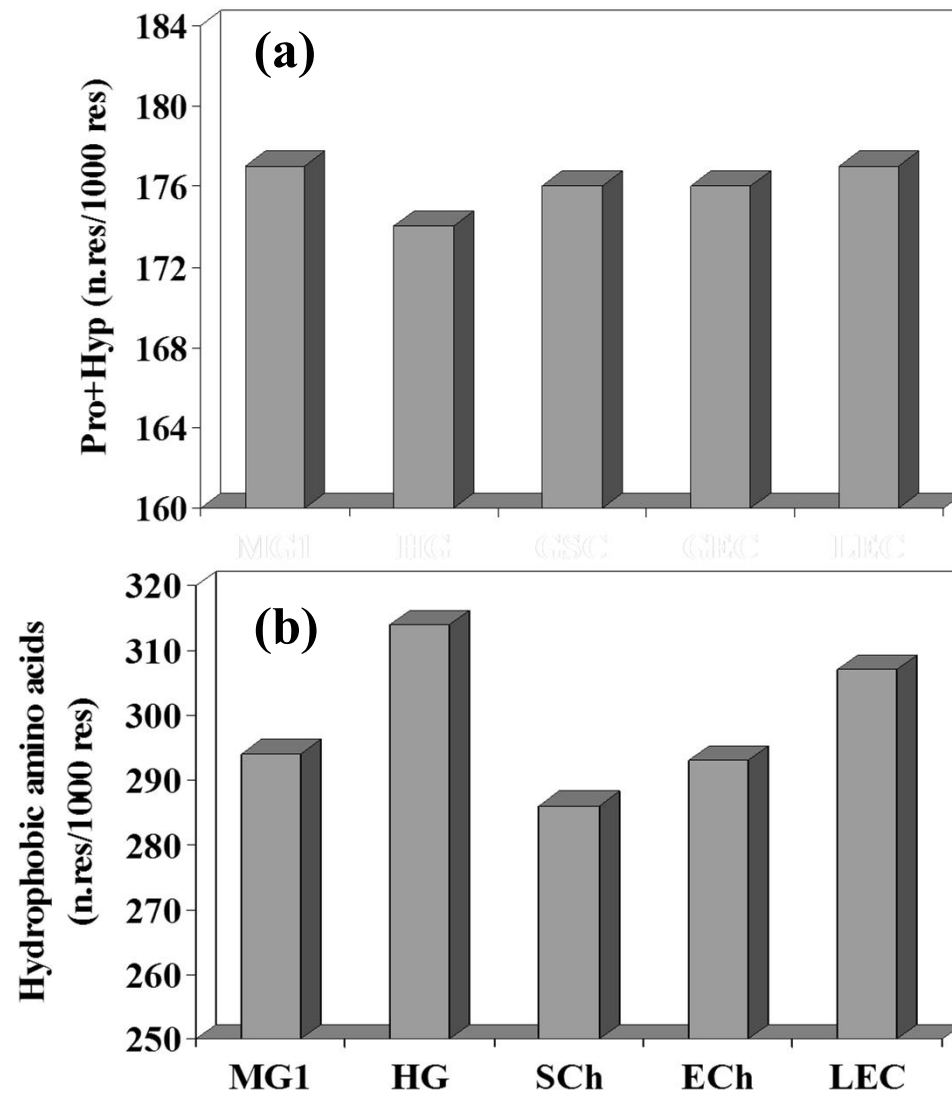 (a)
Pro+Hyp (n.res/1000 res)
184
180
176
172
168
164
160
MG1 HG GSC GEC LEC
(b)
Hydrophobic amino acids
(n.res/1000 res)
320
310
300
290
280
270
260
250
MG1 HG SCh ECh LEC